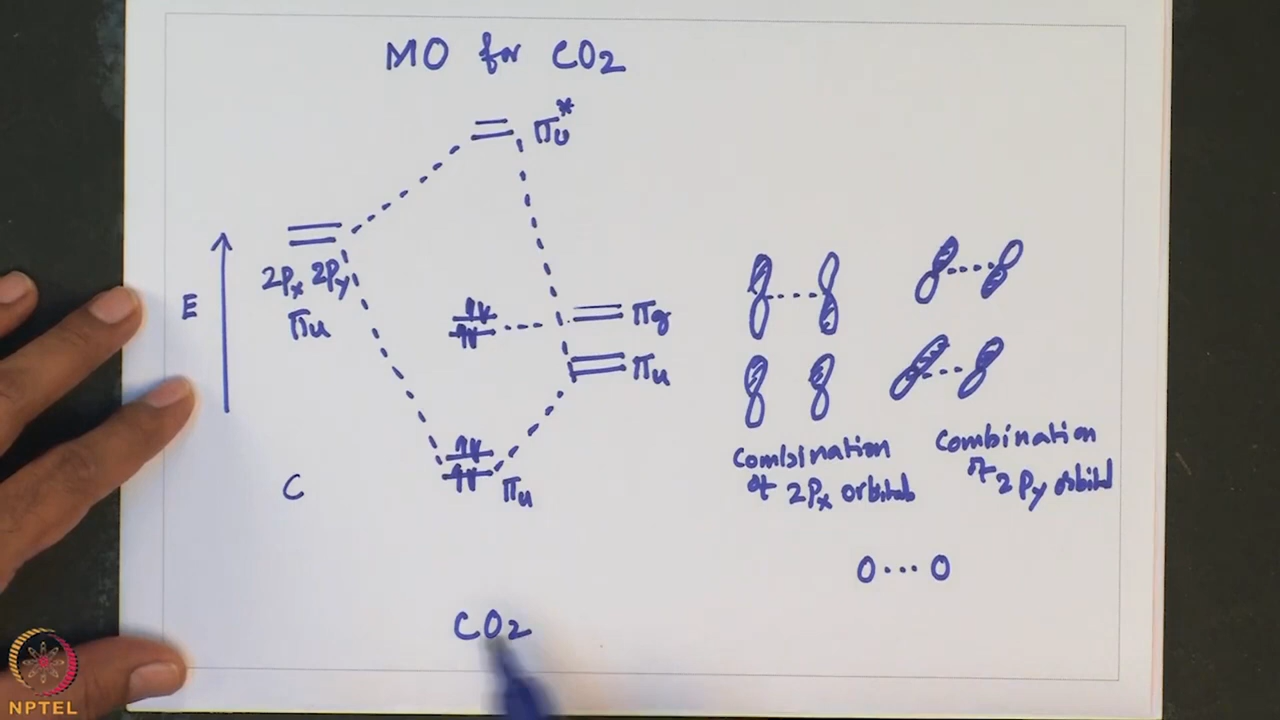 MO for CO2
πu*
E
2Px 2Py
πu
πg
πu
πu
C
Combination
of 2Px orbitals
Combination
of 2Py orbital
O...O
CO2
NPTEL